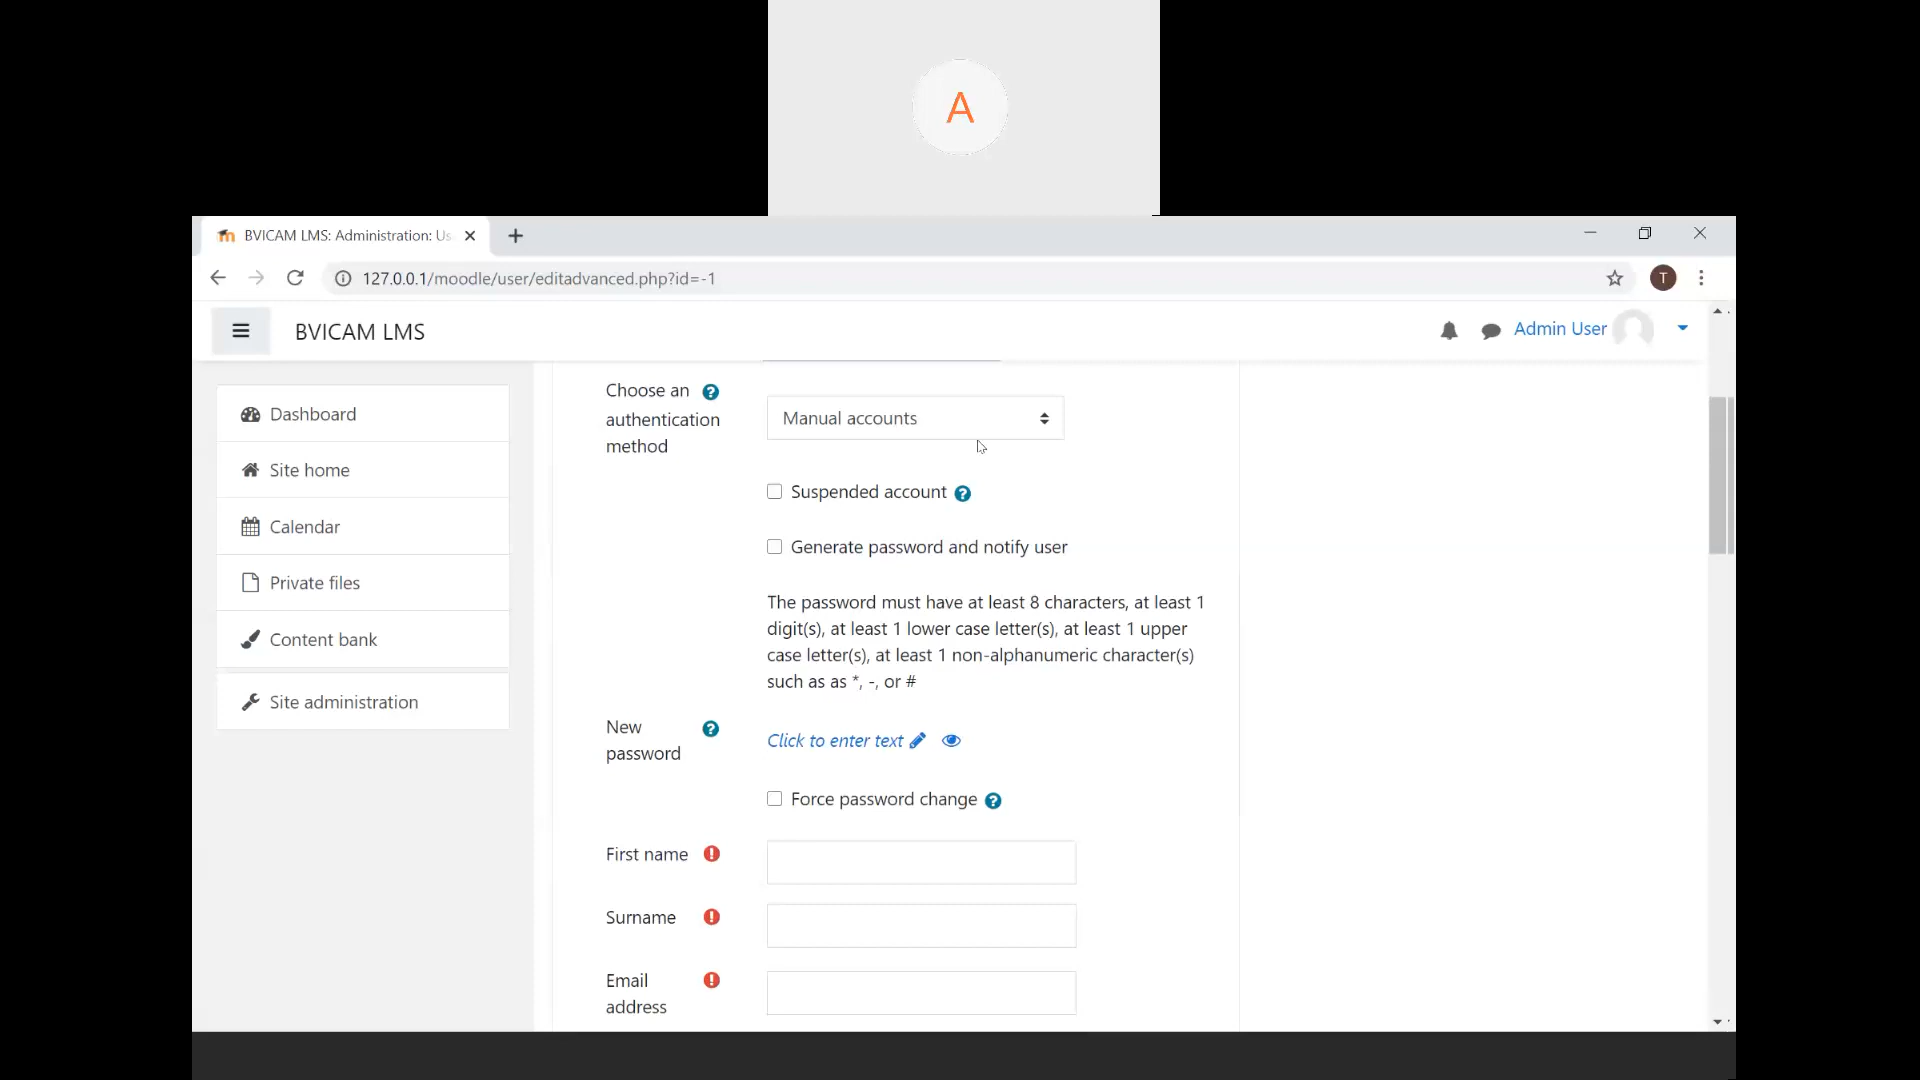 A
BVICAM LMS: Administration: Us
127.0.0.1/moodle/user/editadvanced.php?id=-1
T
BVICAM LMS
Admin User
Dashboard
Site home
Calendar
Private files
Content bank
Site administration
Choose an
authentication
method
Manual accounts
Suspended account
Generate password and notify user
The password must have at least 8 characters, at least 1
digit(s), at least 1 lower case letter(s), at least 1 upper
case letter(s), at least 1 non-alphanumeric character(s)
such as as *, -, or #
New
password
Click to enter text
Force password change
First name
Surname
Email
address